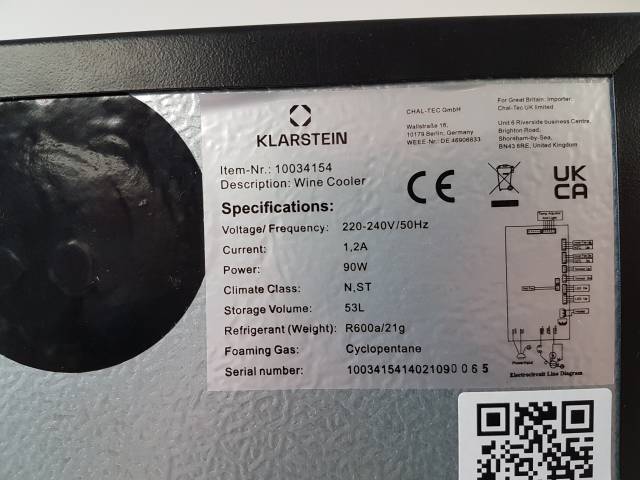 KLARSTEIN
CHAL-TEC GmbH
Wallstraße 16,
10179 Berlin, Germany
WEEE Nr.: DE 46906833
For Great Britain: Importer:
Chal-Tec UK limited
Unit 6 Riverside business Centre,
Brighton Road,
Shoreham-by-Sea,
BN43 6RE, United Kingdom
Item-Nr.: 10034154
Description: Wine Cooler
CE
UK
CA
Specifications:
Voltage/ Frequency: 220-240V/50Hz
Current: 1,2A
Power: 90W
Climate Class: N,ST
Storage Volume: 53L
Refrigerant (Weight): R600a/21g
Foaming Gas: Cyclopentane
Serial number: 1003415414021090065
Electrocircuit Line Diagram